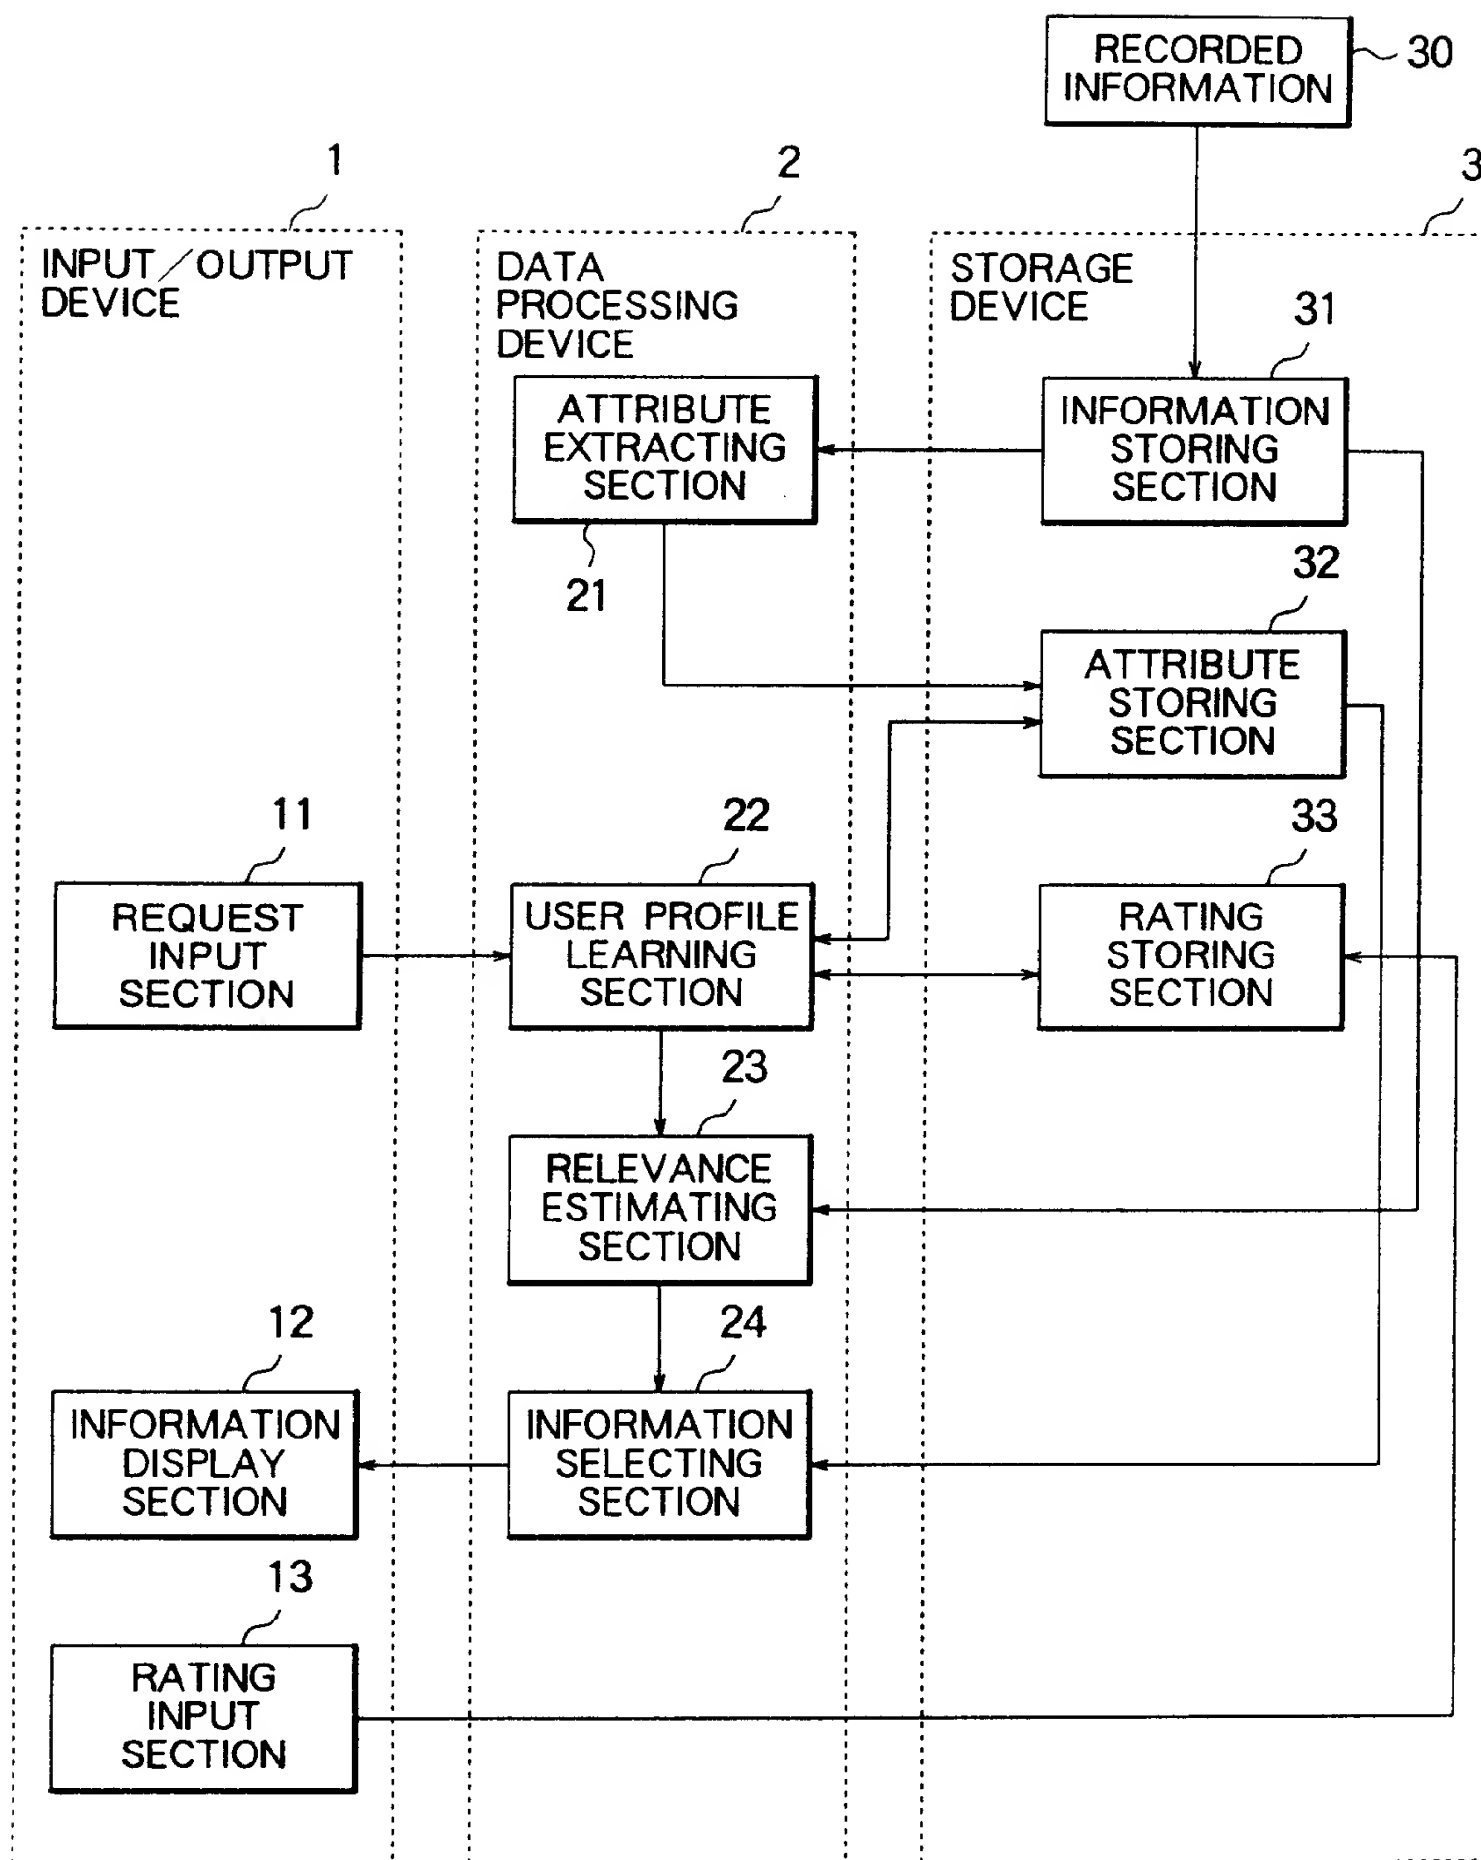 RECORDED
INFORMATION
30
1
2
3
INPUT/OUTPUT
DEVICE
DATA
PROCESSING
DEVICE
STORAGE
DEVICE
31
ATTRIBUTE
EXTRACTING
SECTION
INFORMATION
STORING
SECTION
21
32
ATTRIBUTE
STORING
SECTION
11
22
33
REQUEST
INPUT
SECTION
USER PROFILE
LEARNING
SECTION
RATING
STORING
SECTION
23
RELEVANCE
ESTIMATING
SECTION
12
24
INFORMATION
DISPLAY
SECTION
INFORMATION
SELECTING
SECTION
13
RATING
INPUT
SECTION